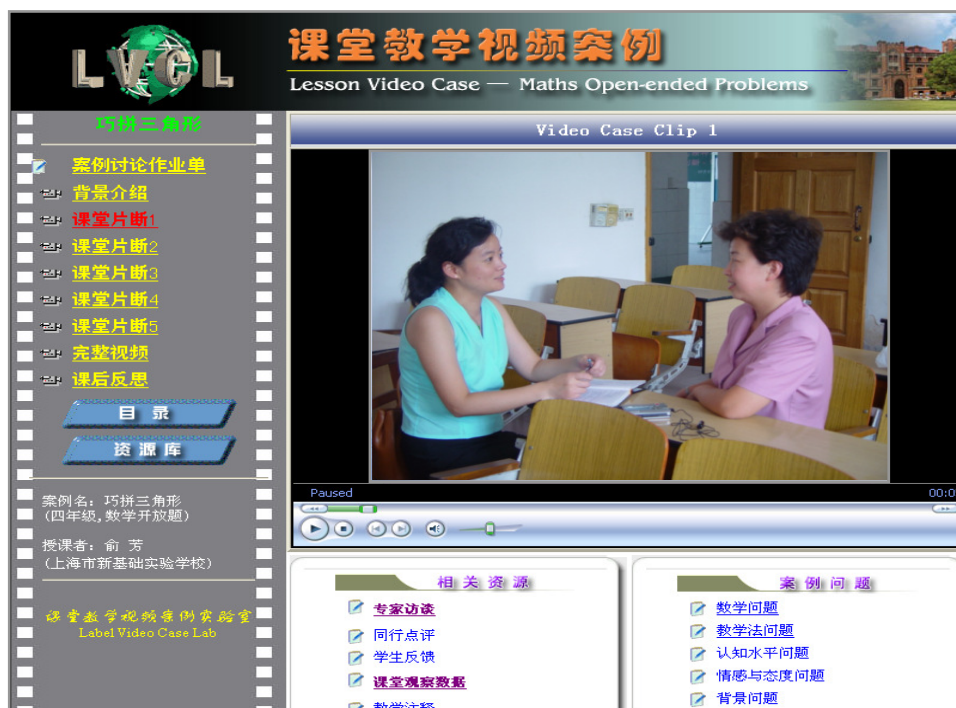 LVCL
课堂教学视频案例
Lesson Video Case — Maths Open-ended Problems
巧拼三角形
案例讨论作业单
背景介绍
课堂片断1
课堂片断2
课堂片断3
课堂片断4
课堂片断5
完整视频
课后反思
目录
资源库
案例名：巧拼三角形
(四年级,数学开放题)
授课者：俞 芳
(上海市新基础实验学校)
课堂教学视频案例实验室
Label Video Case Lab
Video Case Clip 1
Paused
00:0
相关资源
专家访谈
同行点评
学生反馈
课堂观察数据
教学注释
案例问题
数学问题
教学法问题
认知水平问题
情感与态度问题
背景问题